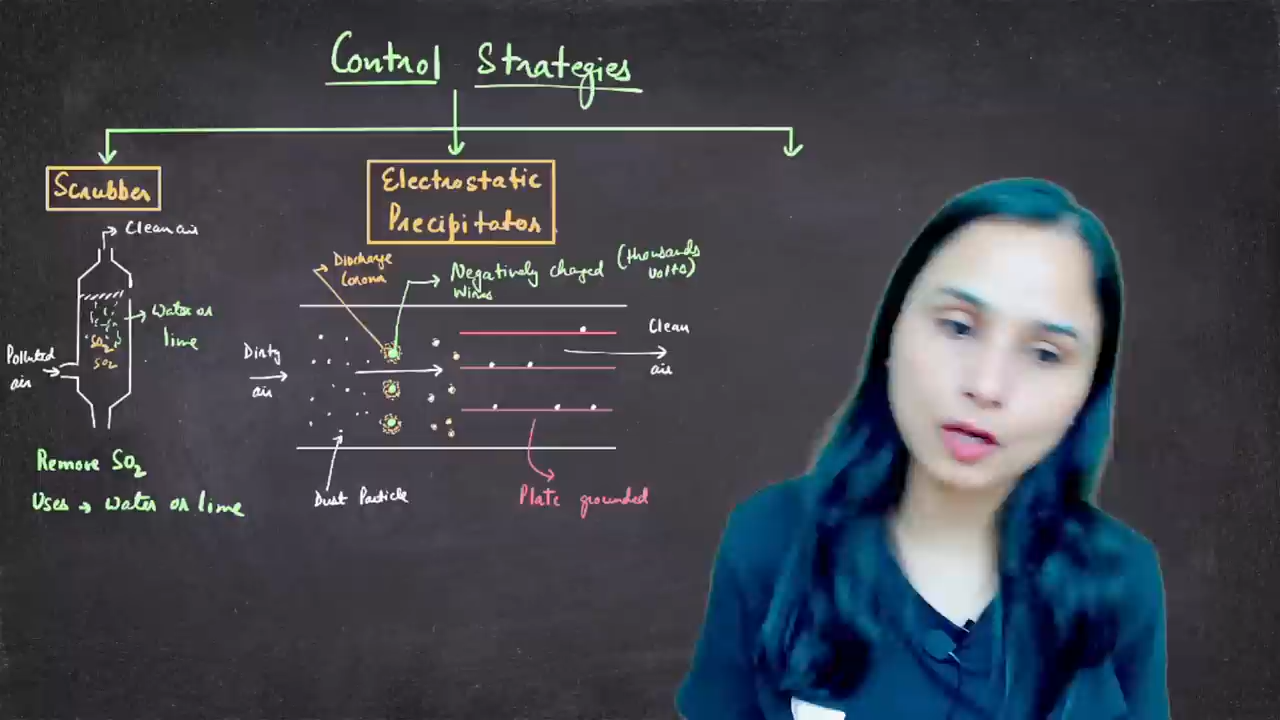 Control Strategies
Scrubber
Electrostatic
Precipitator
Clean air
Water or
lime
SO2
SO2
Polluted
air
Remove SO2
Uses → Water or lime
Discharge
Corona
Negatively charged (thousands
wires volts)
Dirty
air
Clean
air
Dust Particle
Plate grounded